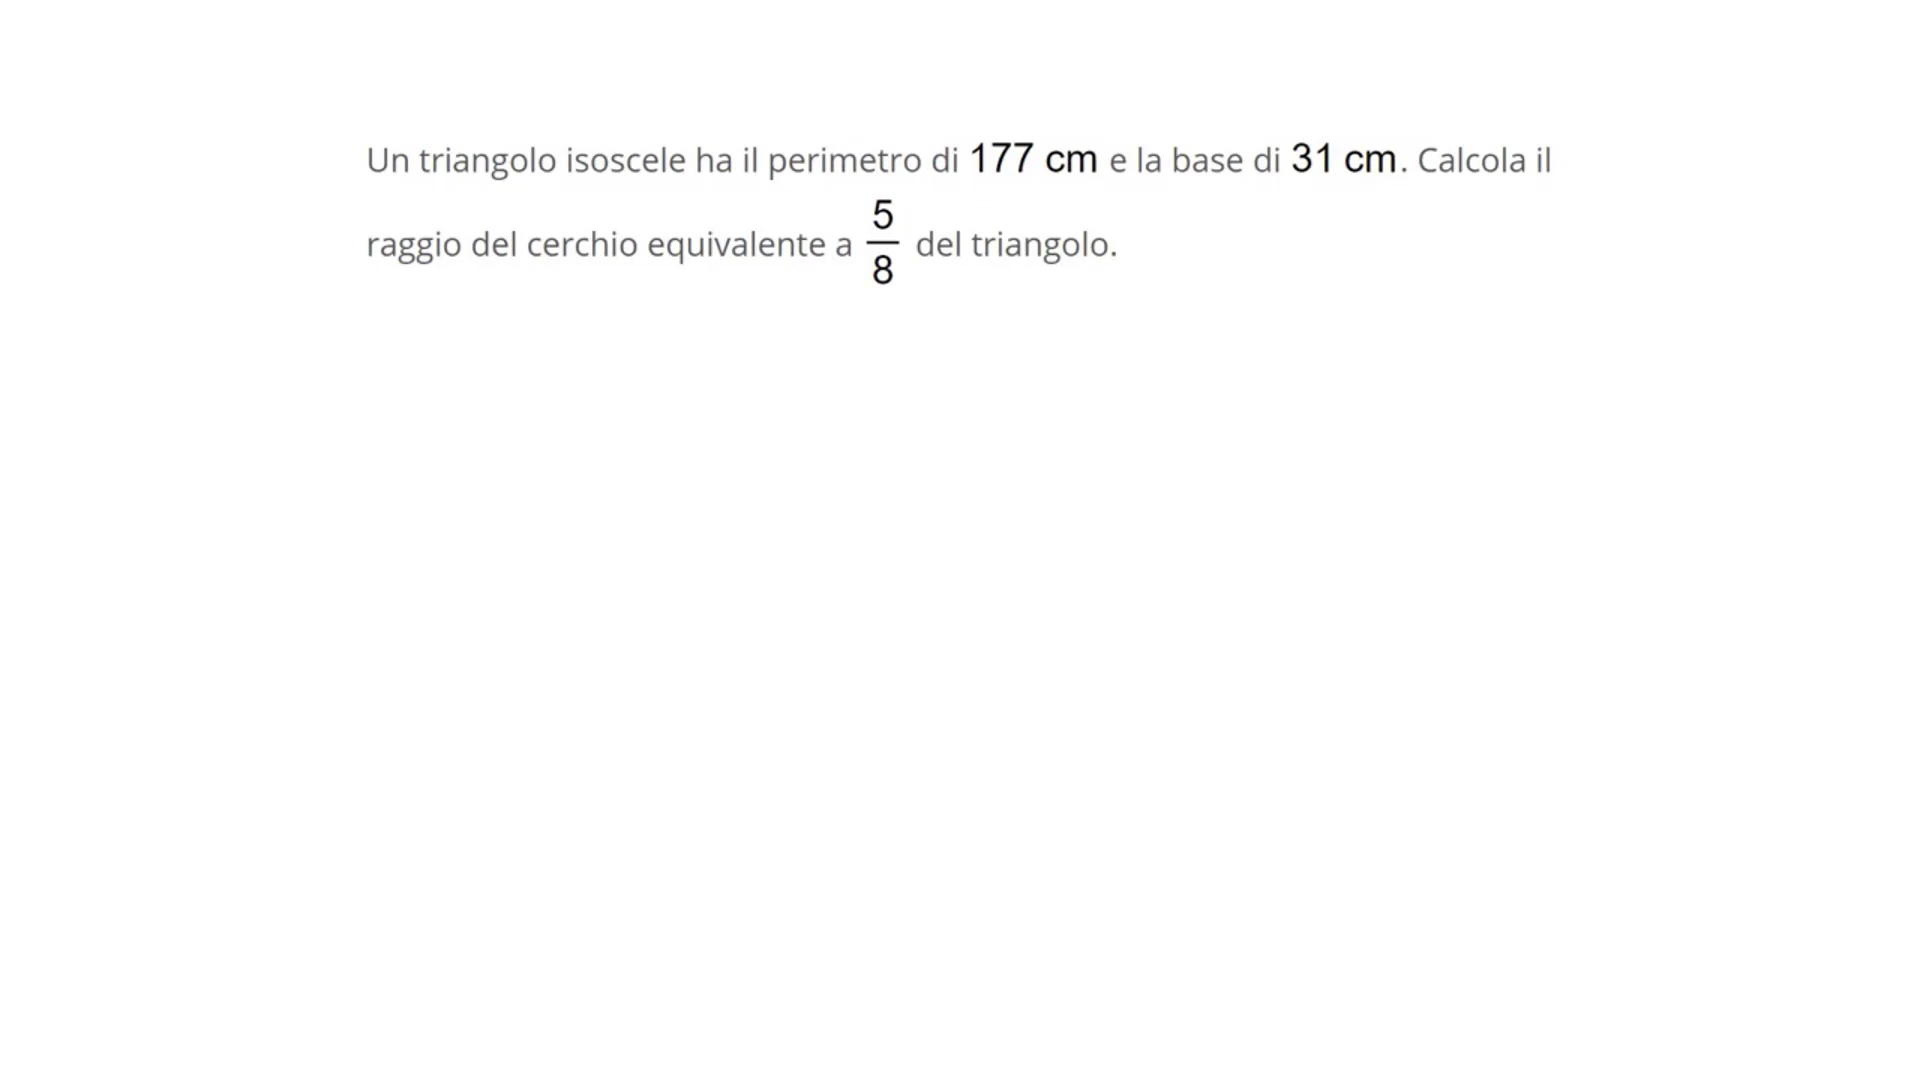 Un triangolo isoscele ha il perimetro di 177 cm e la base di 31 cm. Calcola il
raggio del cerchio equivalente a 5/8 del triangolo.